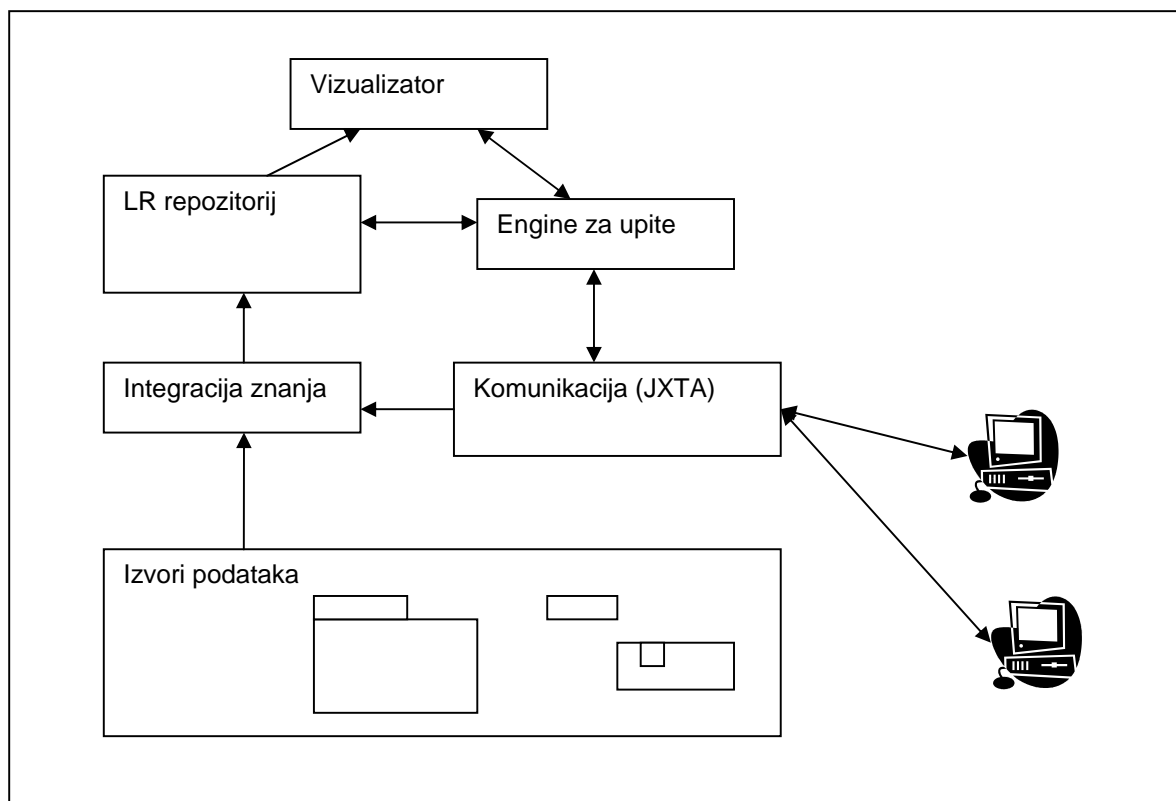 Vizualizator
LR repozitorij
Engine za upite
Integracija znanja
Komunikacija (JXTA)
Izvori podataka